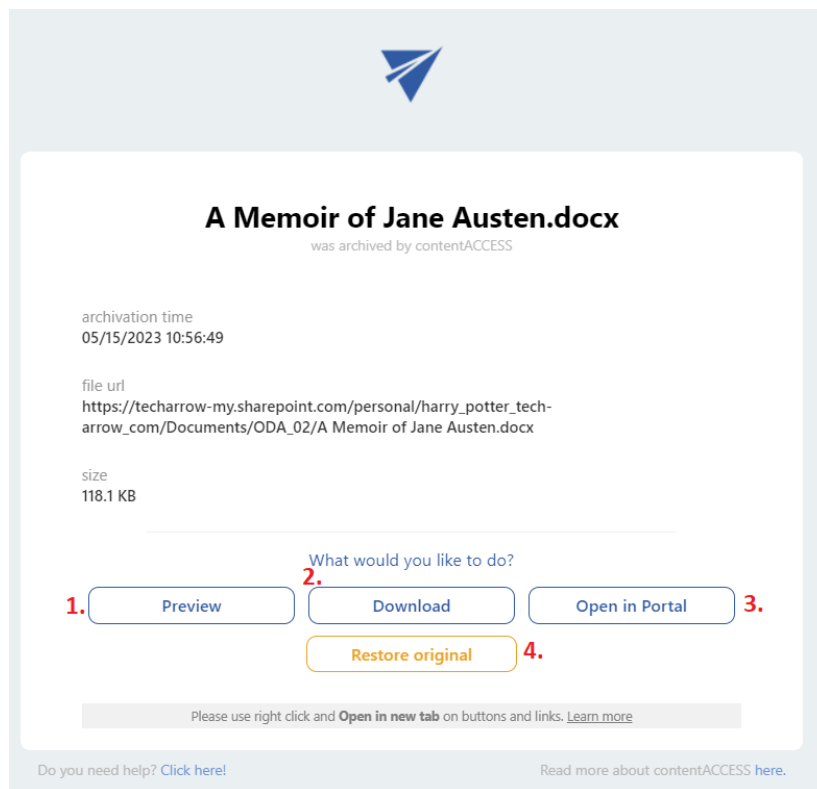 A Memoir of Jane Austen.docx
was archived by contentACCESS
archivation time
05/15/2023 10:56:49
file url
https://techarrow-my.sharepoint.com/personal/harry_potter_tech-
arrow_com/Documents/ODA_02/A Memoir of Jane Austen.docx
size
118.1 KB
What would you like to do?
1. Preview 2. Download Open in Portal 3.
Restore original 4.
Please use right click and Open in new tab on buttons and links. Learn more
Do you need help? Click here! Read more about contentACCESS here.